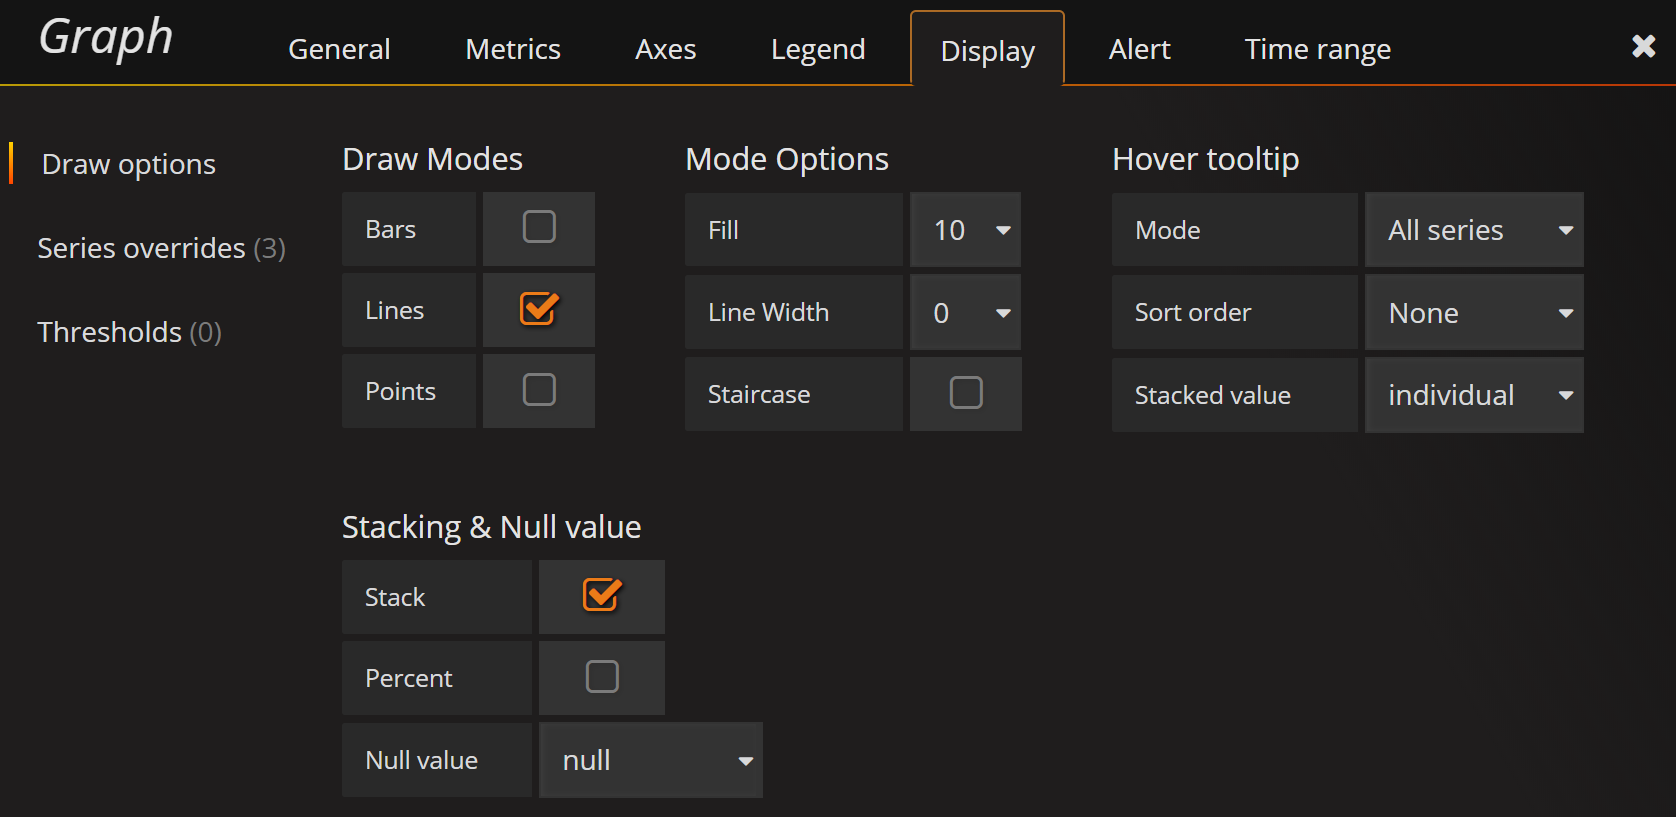 Graph General Metrics Axes Legend Display Alert Time range
Draw options
Series overrides (3)
Thresholds (0)
Draw Modes
Bars
Lines
Points
Mode Options
Fill 10
Line Width 0
Staircase
Hover tooltip
Mode All series
Sort order None
Stacked value individual
Stacking & Null value
Stack
Percent
Null value null